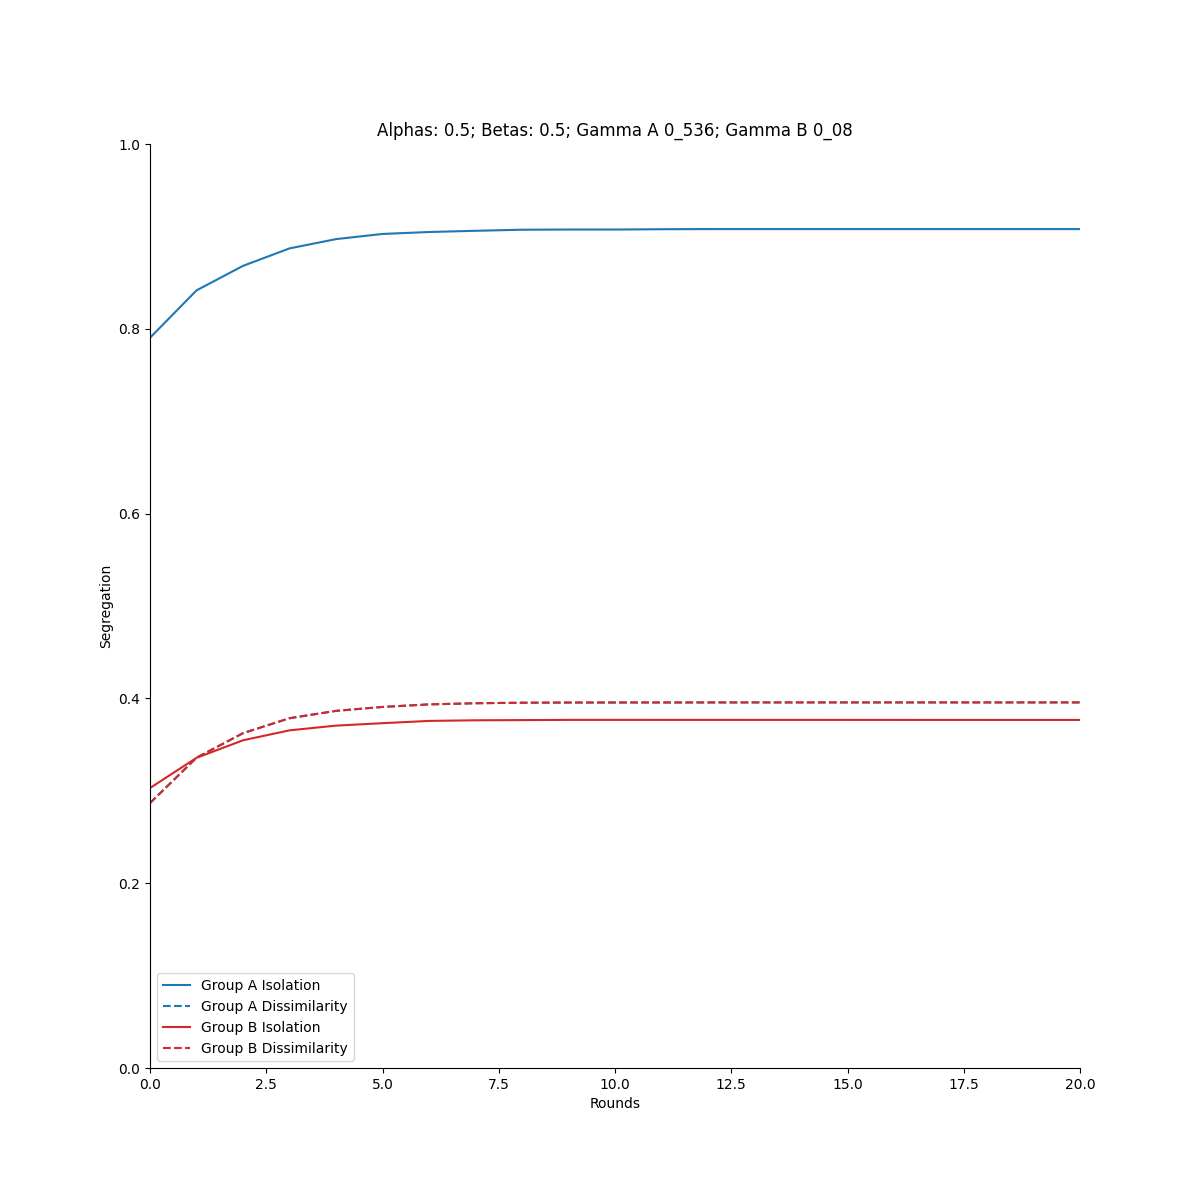 Alphas: 0.5; Betas: 0.5; Gamma A 0_536; Gamma B 0_08
1.0
0.8
0.6
0.4
0.2
0.0
Segregation
Group A Isolation
Group A Dissimilarity
Group B Isolation
Group B Dissimilarity
0.0 2.5 5.0 7.5 10.0 12.5 15.0 17.5 20.0
Rounds